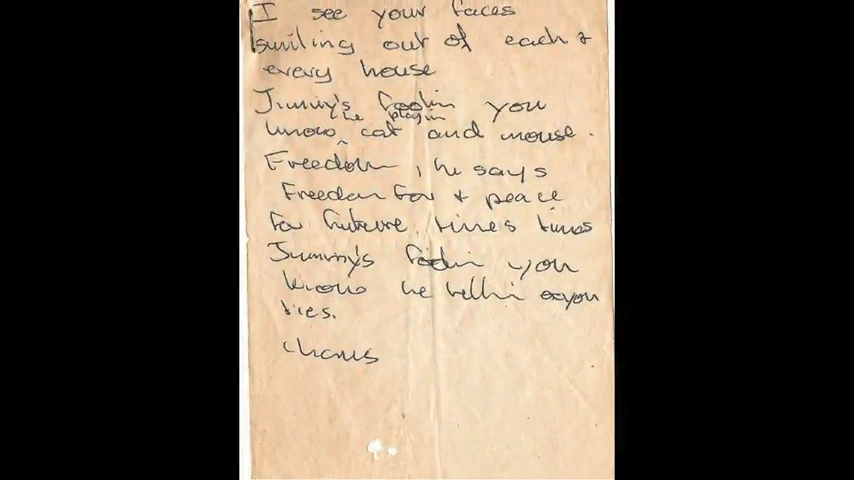 I see your faces
smiling out of each &
every house
Jimmy's foolin you
he playin
know cat and mouse.
Freedom, he says
Freedom for & peace
for future times times
Jimmy's foolin you
know he tellin you
lies.
chorus